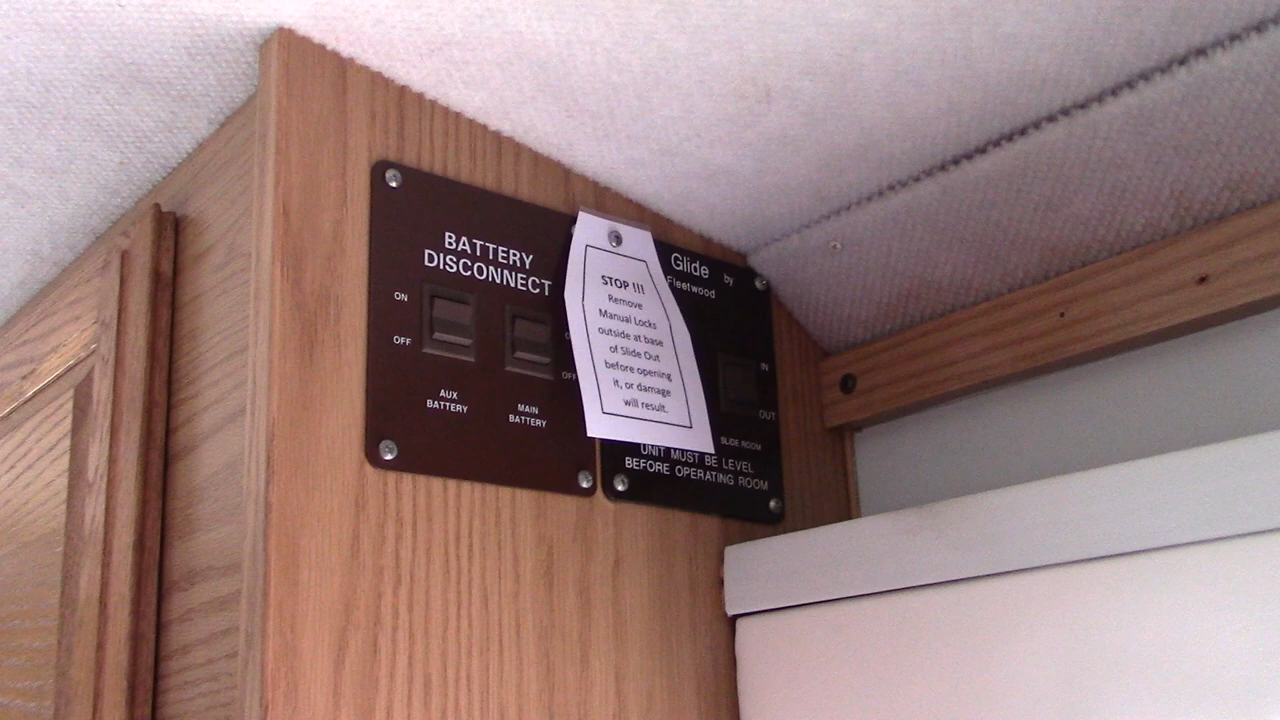 BATTERY
DISCONNECT
ON
OFF
AUX
BATTERY
OFF
MAIN
BATTERY
STOP !!!
Remove
Manual Locks
outside at base
of Slide Out
before opening
it, or damage
will result.
Glide by
Fleetwood
IN
OUT
SLIDE ROOM
UNIT MUST BE LEVEL
BEFORE OPERATING ROOM